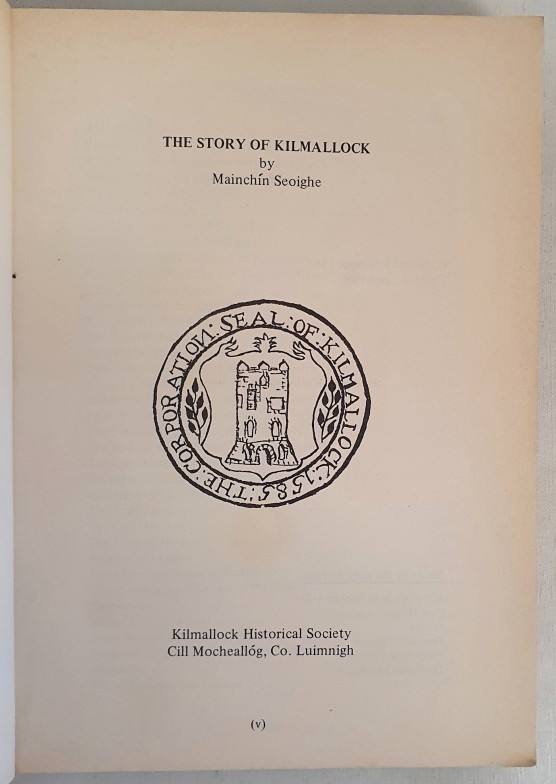 THE STORY OF KILMALLOCK
by
Mainchín Seoighe
THE:CORPORATION:SEAL:OF:KILMALLOCK:1585:
Kilmallock Historical Society
Cill Mocheallóg, Co. Luimnigh
(v)